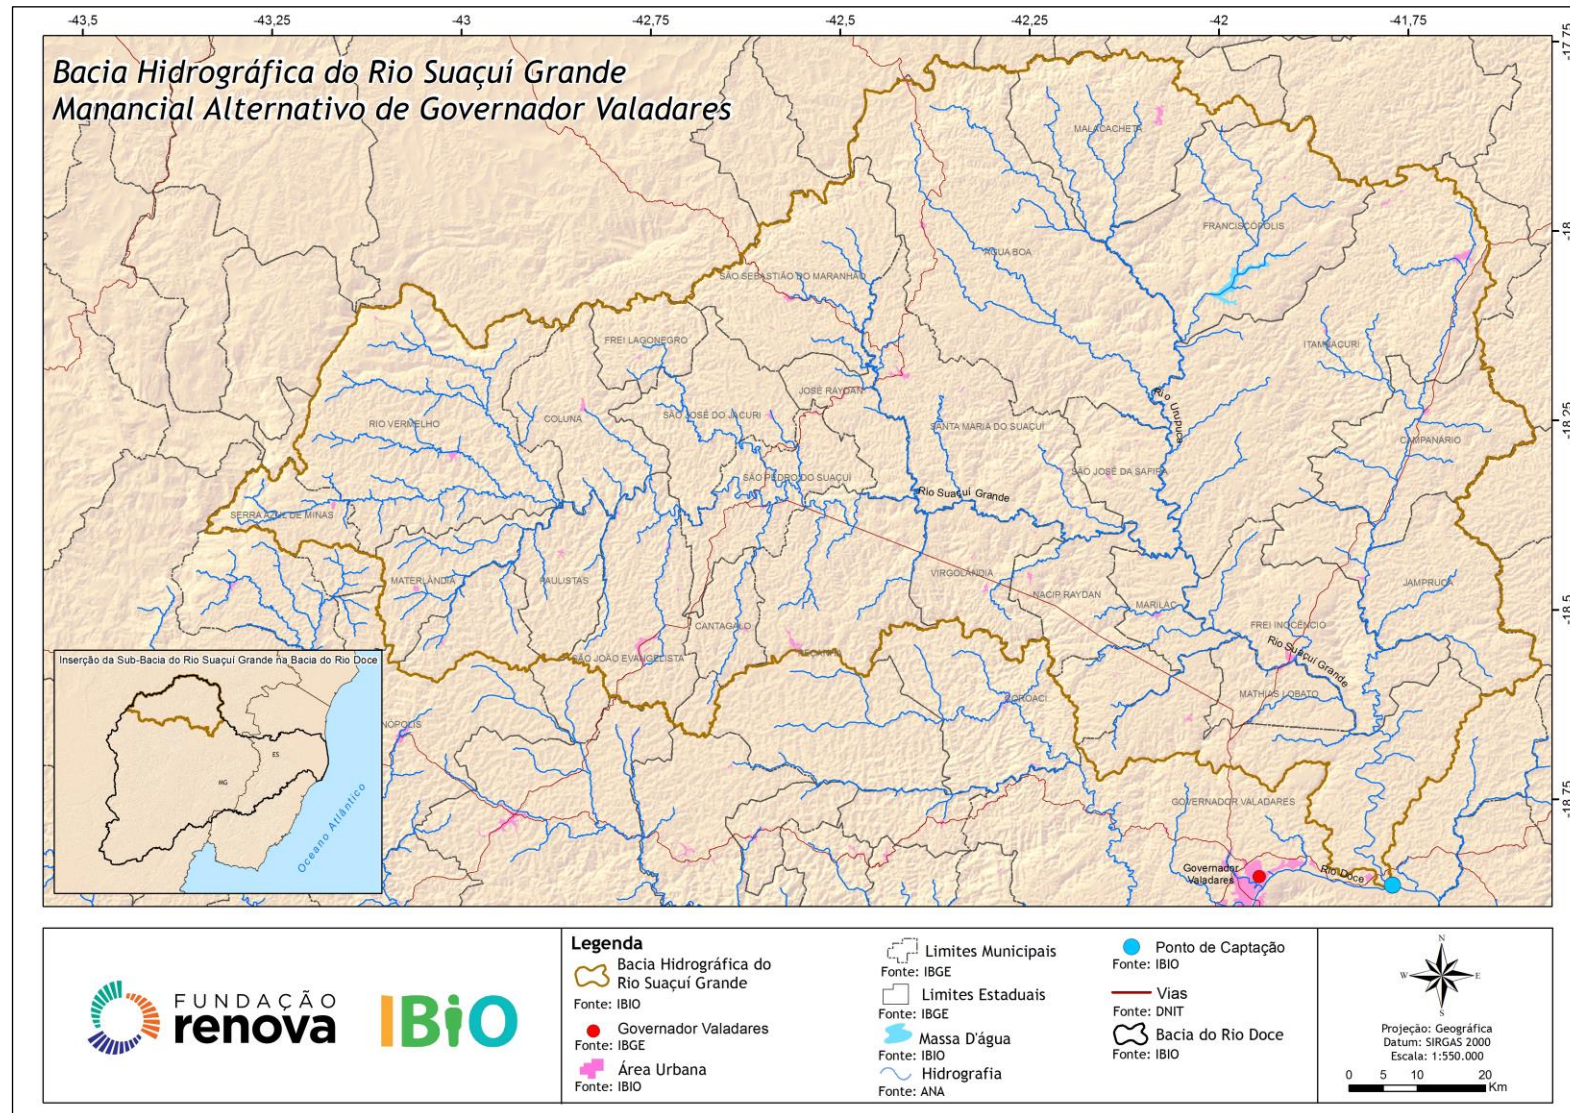 -43,5
-43,25
-43
-42,75
-42,5
-42,25
-42
-41,75
-17,75
-18
-18,25
-18,5
-18,75
Bacia Hidrográfica do Rio Suaçuí Grande
Manancial Alternativo de Governador Valadares
MALACACHETA
FRANCISCÓPOLIS
ÁGUA BOA
SÃO SEBASTIÃO DO MARANHÃO
FREI LAGONEGRO
ITAMBACURI
JOSÉ RAYDAN
Rio Urupuca
RIO VERMELHO
COLUNA
SÃO JOSÉ DO JACURI
SANTA MARIA DO SUAÇUÍ
CAMPANÁRIO
SÃO PEDRO DO SUAÇUÍ
SÃO JOSÉ DA SAFIRA
Rio Suaçuí Grande
SERRA AZUL DE MINAS
MATERLÂNDIA
PAULISTAS
VIRGOLÂNDIA
NACIP RAYDAN
MARILAC
JAMPRUCA
CANTAGALO
FREI INOCÊNCIO
Rio Suaçuí Grande
SÃO JOÃO EVANGELISTA
MATHIAS LOBATO
COROACI
NOPOLIS
GOVERNADOR VALADARES
Governador
Valadares
Rio Doce
Inserção da Sub-Bacia do Rio Suaçuí Grande na Bacia do Rio Doce
ES
MG
Oceano Atlântico
FUNDAÇÃO
renova
IBiO
Legenda
Bacia Hidrográfica do
Rio Suaçuí Grande
Fonte: IBIO
Governador Valadares
Fonte: IBGE
Área Urbana
Fonte: IBIO
Limites Municipais
Fonte: IBGE
Limites Estaduais
Fonte: IBGE
Massa D'água
Fonte: IBIO
Hidrografia
Fonte: ANA
Ponto de Captação
Fonte: IBIO
Vias
Fonte: DNIT
Bacia do Rio Doce
Fonte: IBIO
N
W
E
S
Projeção: Geográfica
Datum: SIRGAS 2000
Escala: 1:550.000
0 5 10 20
Km